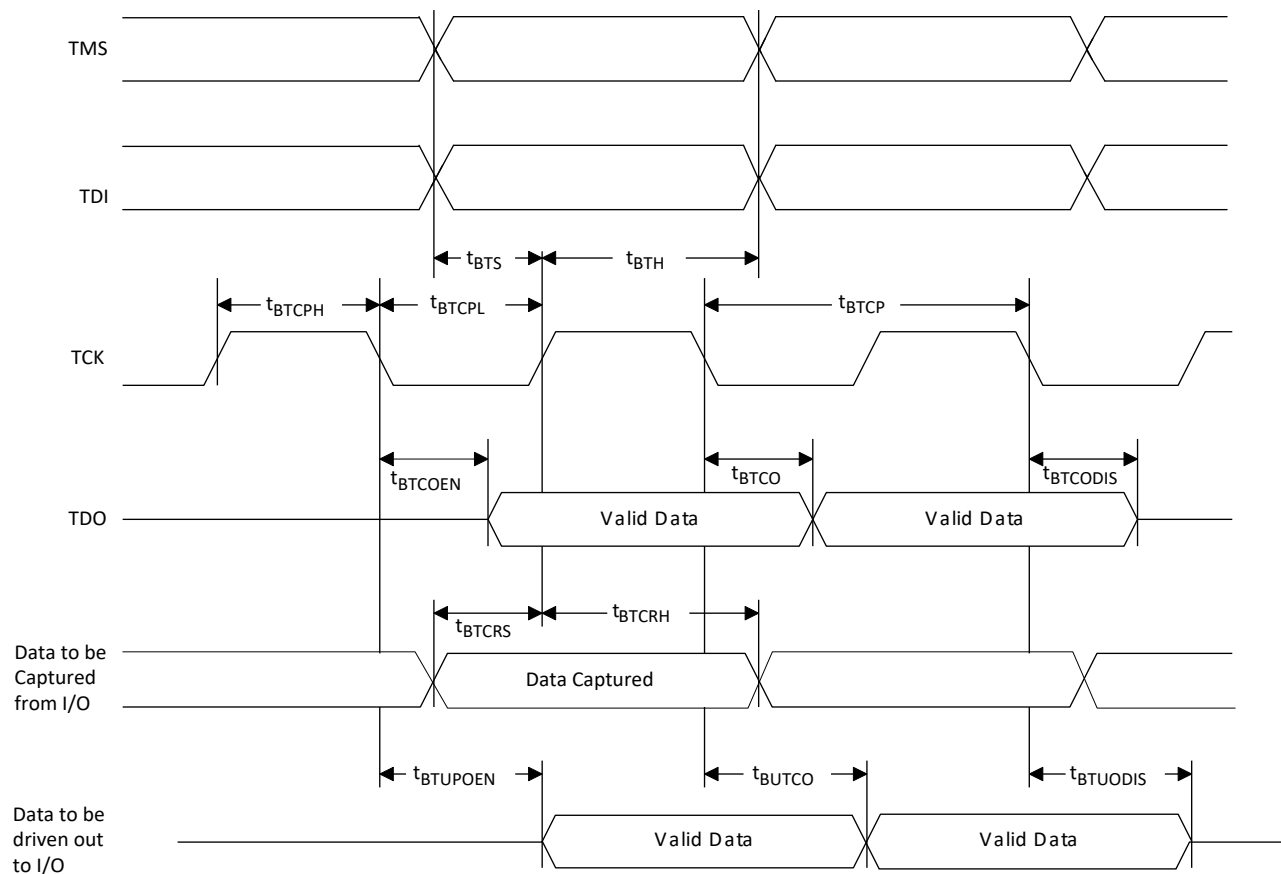 TMS
TDI
tBTS
tBTH
tBTCPH
tBTCPL
tBTCP
TCK
tBTCOEN
tBTCO
tBTCODIS
TDO
Valid Data
Valid Data
tBTCRS
tBTCRH
Data to be
Captured
from I/O
Data Captured
tBTUPOEN
tBUTCO
tBTUODIS
Data to be
driven out
to I/O
Valid Data
Valid Data